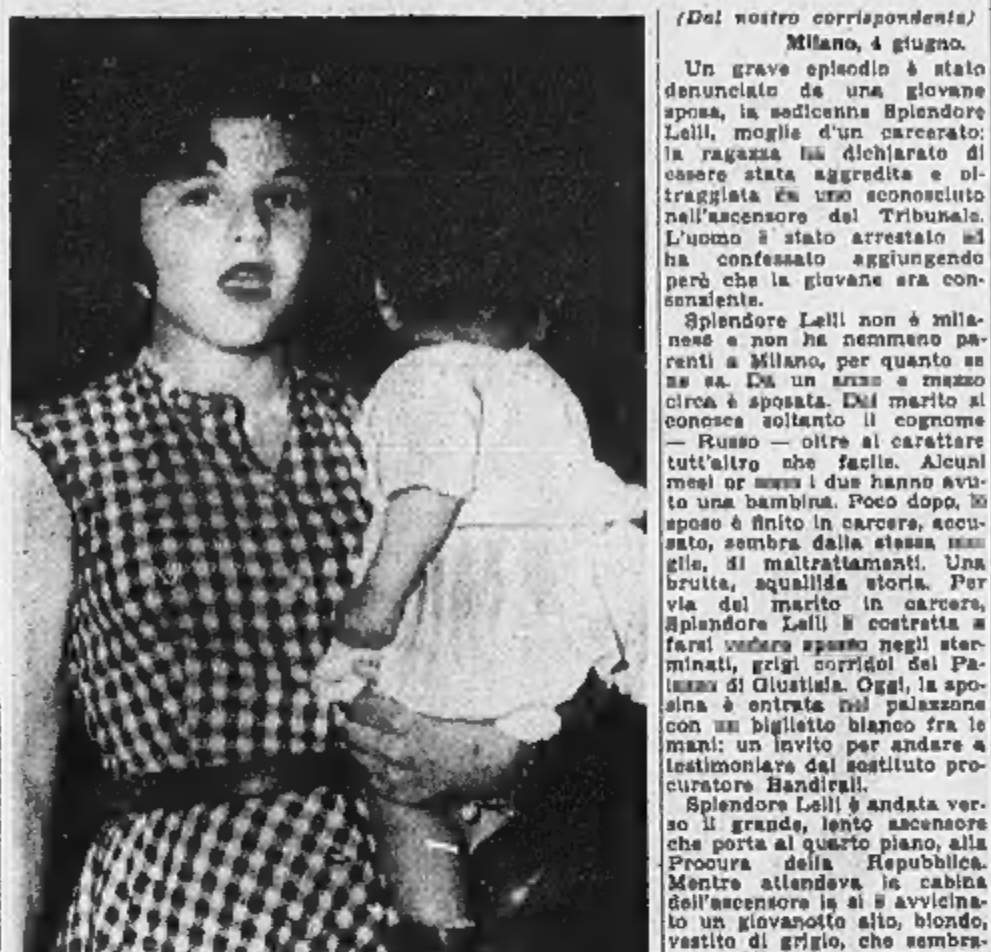 (Dal nostro corrispondente)
Milano, 4 giugno.
Un grave episodio è stato
denunciato da una giovane
sposa, la sedicenne Splendore
Lelli, moglie d'un carcerato:
la ragazza ha dichiarato di
essere stata aggredita e ol-
traggiata da uno sconosciuto
nell'ascensore del Tribunale.
L'uomo è stato arrestato ed
ha confessato aggiungendo
però che la giovane era con-
senziente.
Splendore Lelli non è mila-
nese e non ha nemmeno pa-
renti a Milano, per quanto se
ne sa. Da un anno e mezzo
circa è sposata. Del marito si
conosce soltanto il cognome
— Russo — oltre al carattere
tutt'altro che facile. Alcuni
mesi or sono i due hanno avu-
to una bambina. Poco dopo, lo
sposo è finito in carcere, accu-
sato, sembra dalla stessa mo-
glie, di maltrattamenti. Una
brutta, squallida storia. Per
via del marito in carcere,
Splendore Lelli è costretta a
farsi vedere spesso negli ster-
minati, grigi corridoi del Pa-
lazzo di Giustizia. Oggi, la spo-
sina è entrata nel palazzone
con un biglietto bianco fra le
mani: un invito per andare a
testimoniare dal sostituto pro-
curatore Bandirali.
Splendore Lelli è andata ver-
so il grande, lento ascensore
che porta al quarto piano, alla
Procura della Repubblica.
Mentre attendeva la cabina
dell'ascensore le si è avvicina-
to un giovanotto alto, biondo,
vestito di grigio, che sembra-